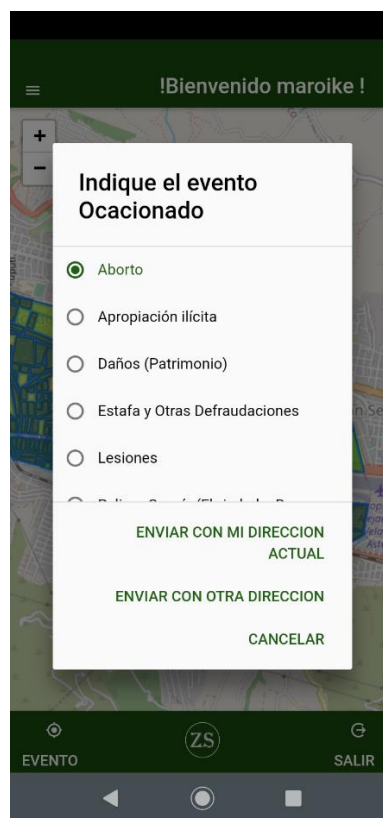 !Bienvenido maroike !
+
−
Indique el evento
Ocacionado
Aborto
Apropiación ilícita
Daños (Patrimonio)
Estafa y Otras Defraudaciones
Lesiones
ENVIAR CON MI DIRECCION
ACTUAL
ENVIAR CON OTRA DIRECCION
CANCELAR
ZS
EVENTO
SALIR